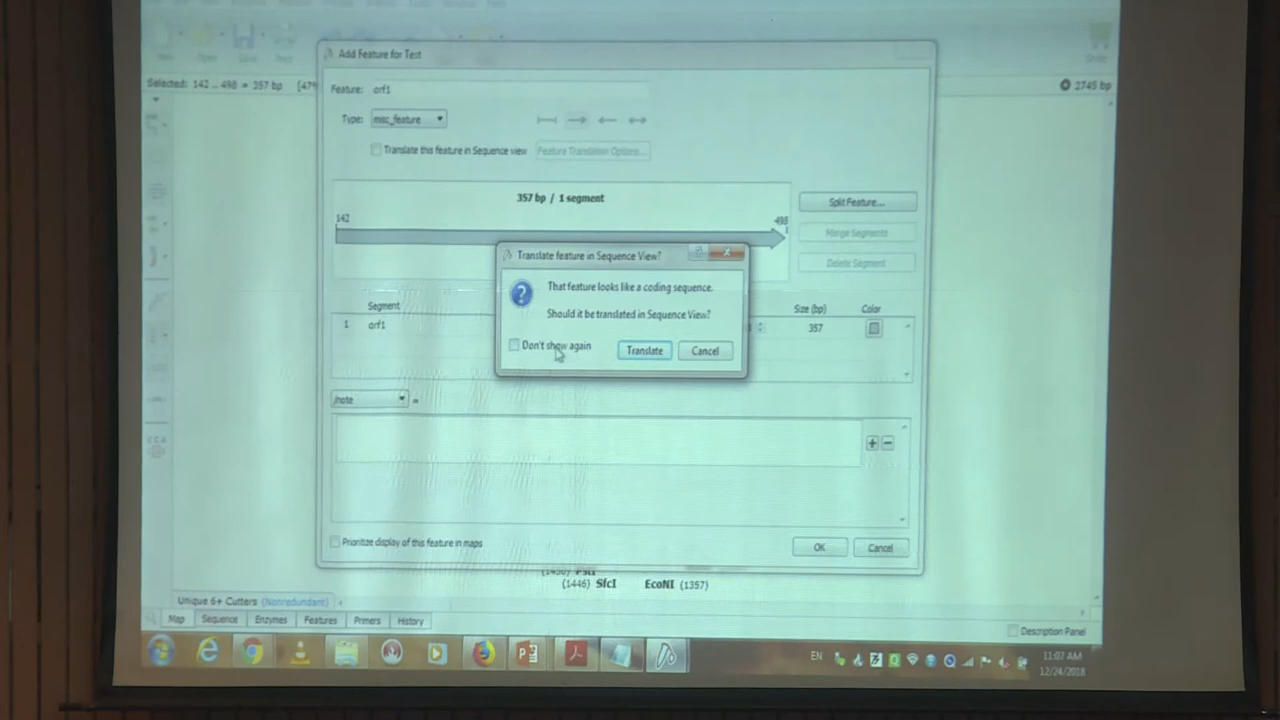 Add Feature for Test
Selected: 142 .. 498 = 357 bp [47%
2745 bp
Feature: orf1
Type: misc_feature
Translate this feature in Sequence view
Feature Translation Options...
357 bp / 1 segment
142
498
Split Feature...
Merge Segments
Delete Segment
Translate feature in Sequence View?
That feature looks like a coding sequence.
Should it be translated in Sequence View?
Don't show again
Translate
Cancel
Segment
Size (bp)
Color
1 orf1
357
/note =
Prioritize display of this feature in maps
OK
Cancel
(1446) SfcI
EcoNI (1357)
Unique 6+ Cutters (Nonredundant)
Map
Sequence
Enzymes
Features
Primers
History
Description Panel
EN
11:07 AM
12/24/2018